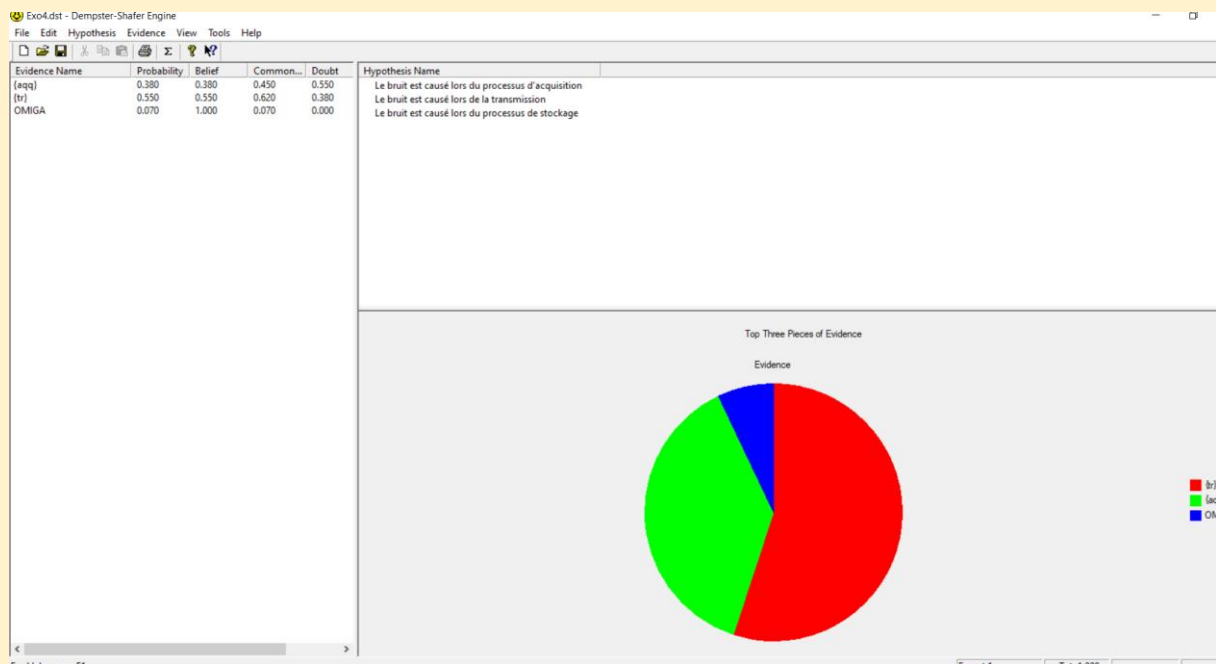 Exo4.dst - Dempster-Shafer Engine
File Edit Hypothesis Evidence View Tools Help
Evidence Name Probability Belief Common... Doubt
{aqq} 0.380 0.380 0.450 0.550
{tr} 0.550 0.550 0.620 0.380
OMIGA 0.070 1.000 0.070 0.000
Hypothesis Name
Le bruit est causé lors du processus d'acquisition
Le bruit est causé lors de la transmission
Le bruit est causé lors du processus de stockage
Top Three Pieces of Evidence
Evidence
{tr}
{aq
OM